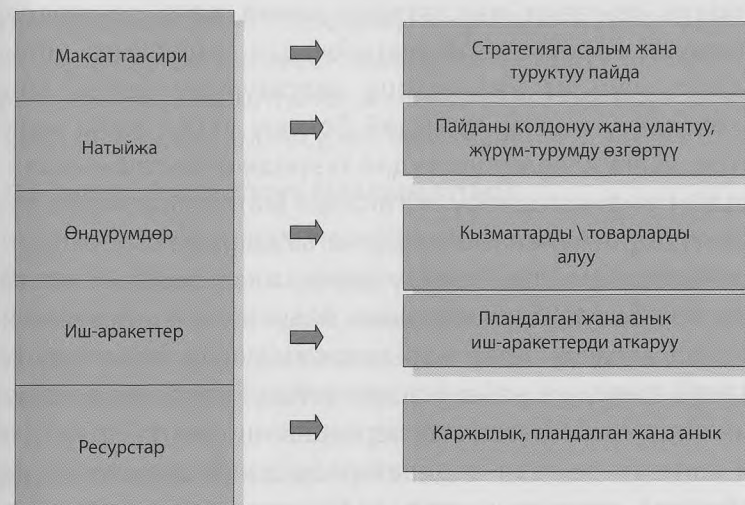 Максат таасири
Стратегияга салым жана
туруктуу пайда
Натыйжа
Пайданы колдонуу жана улантуу,
жүрүм-турумду өзгөртүү
Өндүрүмдөр
Кызматтарды \ товарларды
алуу
Иш-аракеттер
Пландалган жана анык
иш-аракеттерди аткаруу
Ресурстар
Каржылык, пландалган жана анык